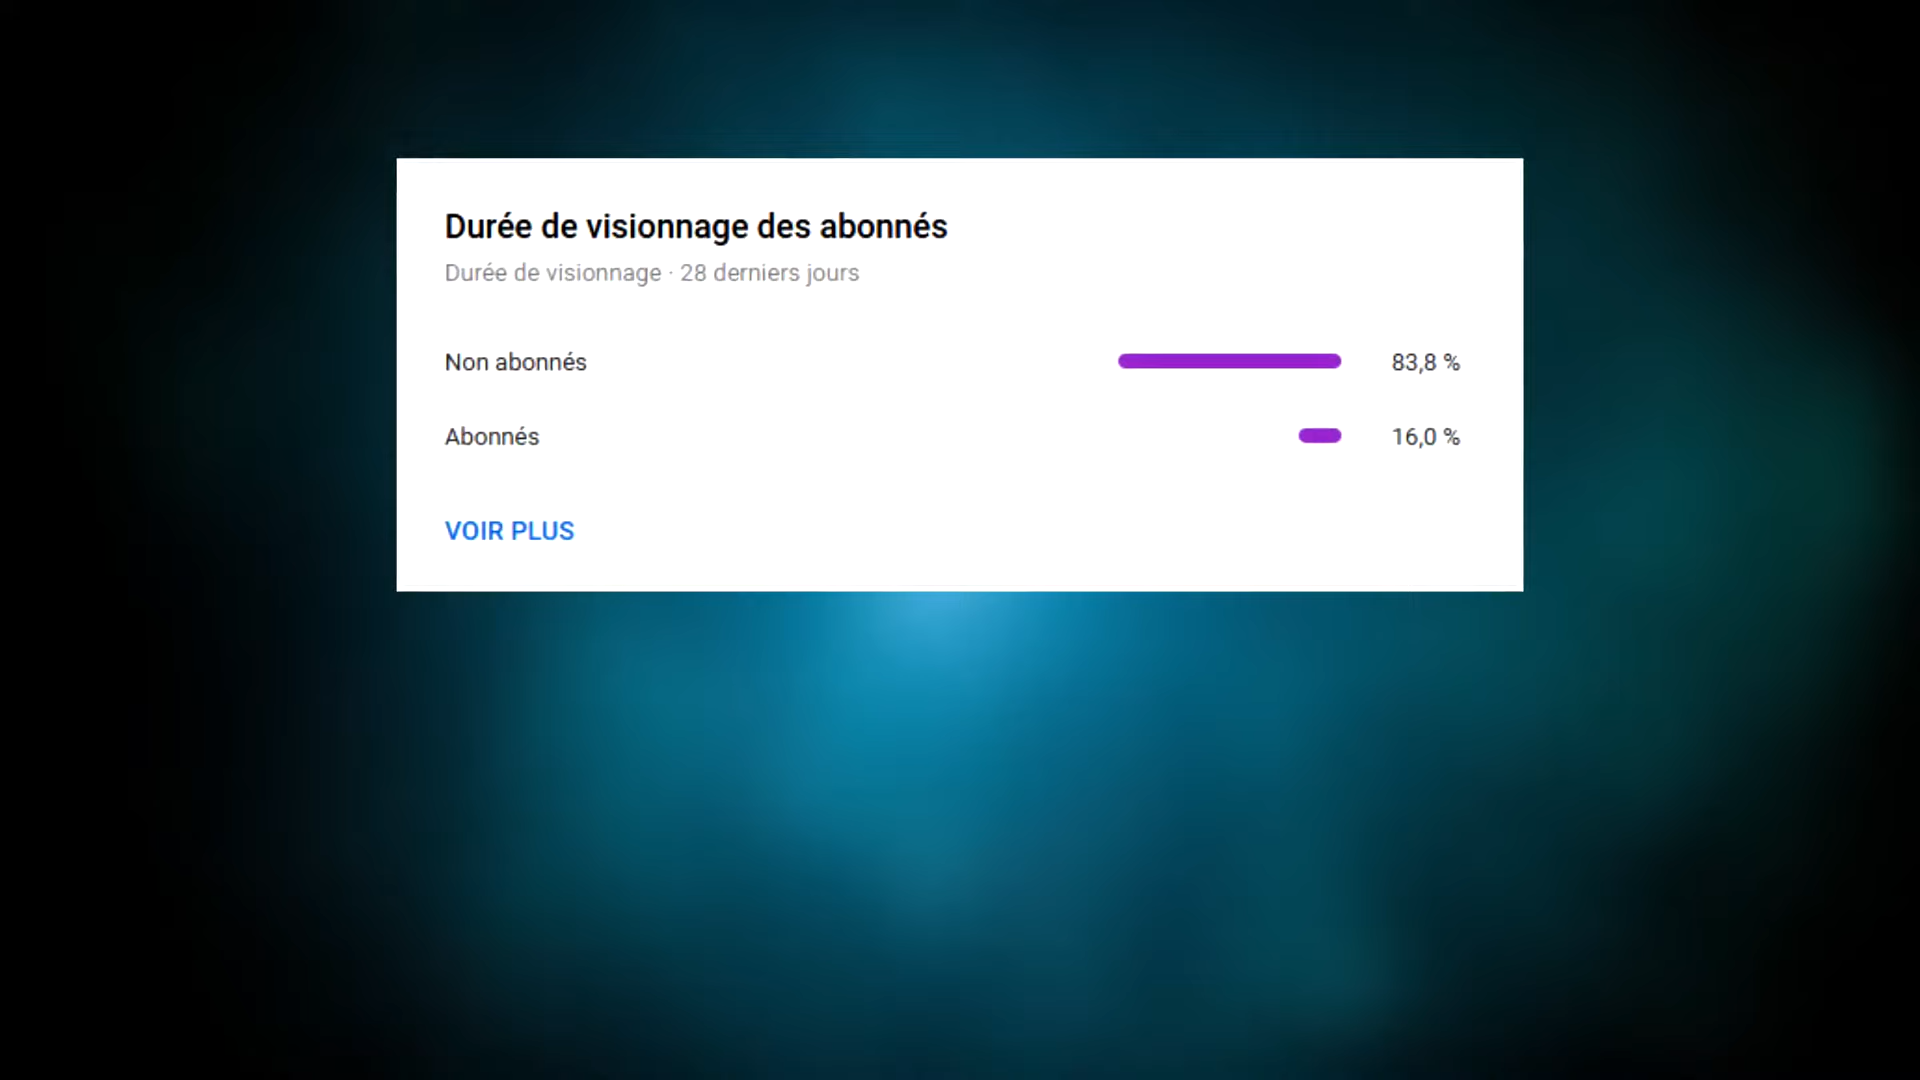 Durée de visionnage des abonnés
Durée de visionnage · 28 derniers jours
Non abonnés 83,8 %
Abonnés 16,0 %
VOIR PLUS